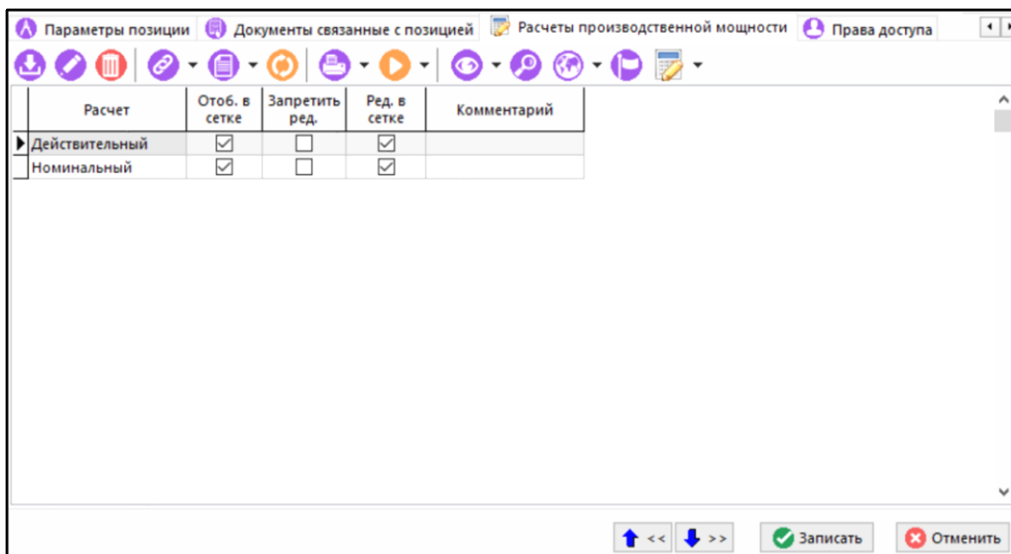 Параметры позиции Документы связанные с позицией Расчеты производственной мощности Права доступа
Расчет Отоб. в сетке Запретить ред. Ред. в сетке Комментарий
Действительный
Номинальный
<< >> Записать Отменить